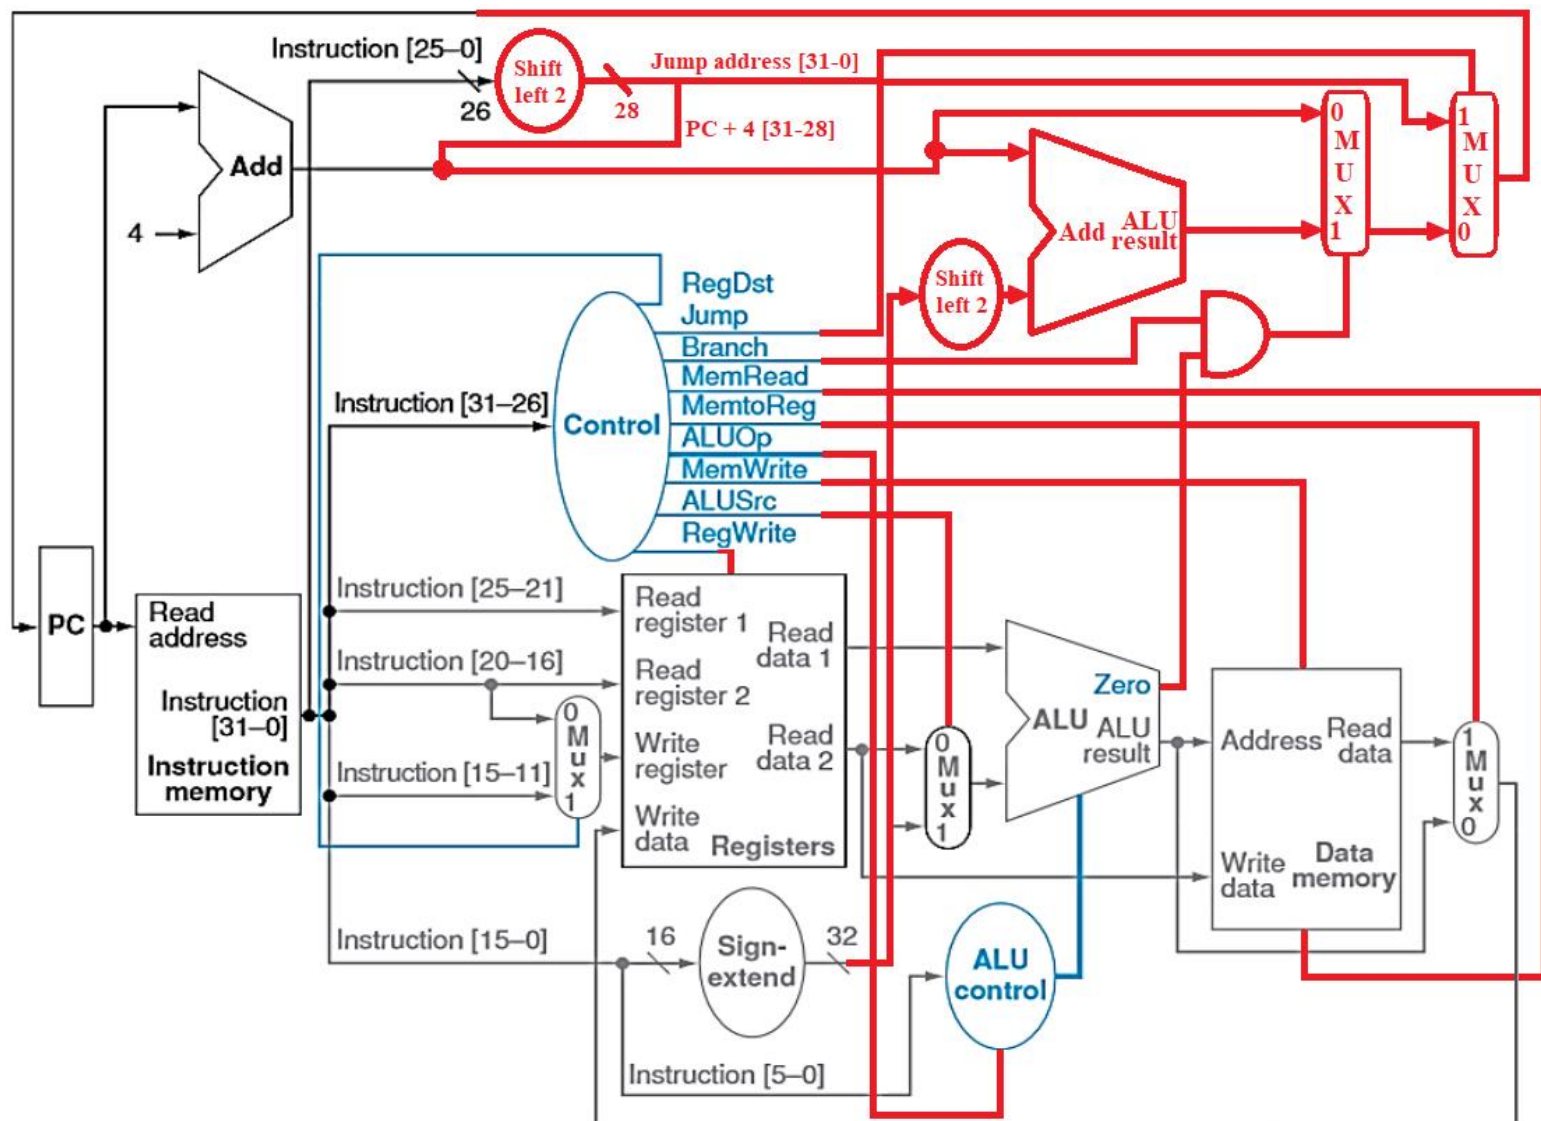 Instruction [25–0]
Shift
left 2
26
28
Jump address [31-0]
PC + 4 [31-28]
Add
4
0
M
U
X
1
1
M
U
X
0
Add
ALU
result
Shift
left 2
RegDst
Jump
Branch
MemRead
MemtoReg
ALUOp
MemWrite
ALUSrc
RegWrite
Instruction [31–26]
Control
PC
Read
address
Instruction
[31–0]
Instruction
memory
Instruction [25–21]
Instruction [20–16]
Instruction [15–11]
0
M
u
x
1
Read
register 1
Read
register 2
Write
register
Write
data
Read
data 1
Read
data 2
Registers
0
M
u
x
1
Zero
ALU
ALU
result
Address
Read
data
Write
data
Data
memory
1
M
u
x
0
Instruction [15–0]
16
Sign-
extend
32
ALU
control
Instruction [5–0]